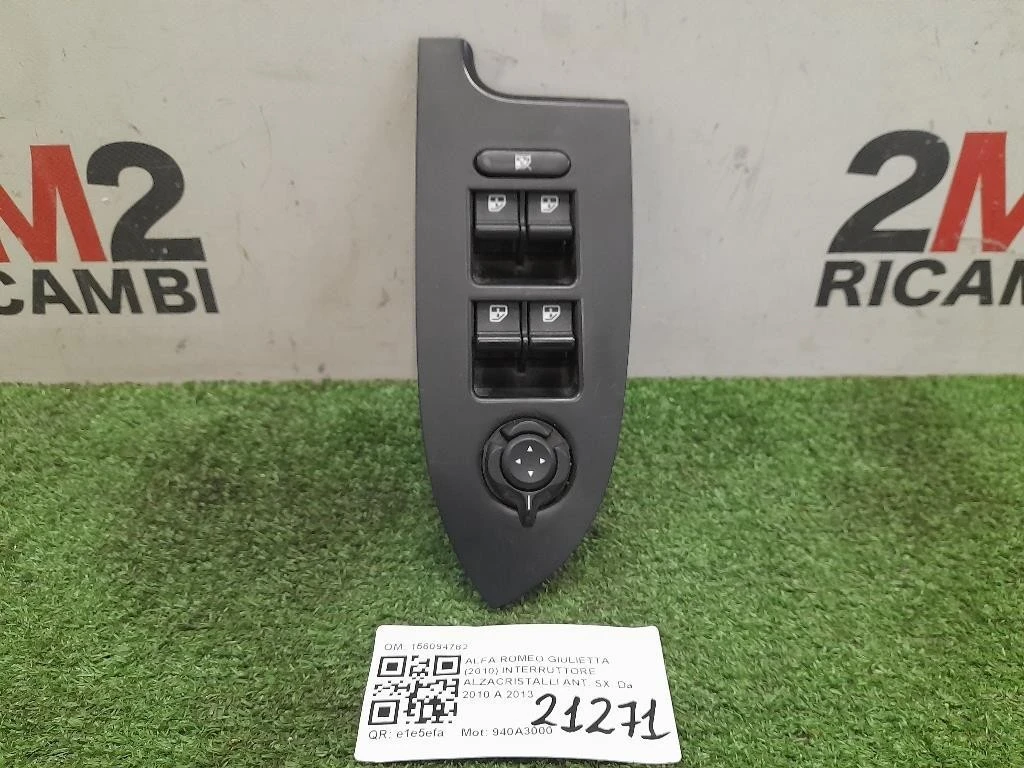 M2
RICAMBI
2M
RICAM
OM: 156094762
ALFA ROMEO GIULIETTA
(2010) INTERRUTTORE
ALZACRISTALLI ANT. SX. Da
2010 A 2013
21271
QR: e1e5efa Mot: 940A3000